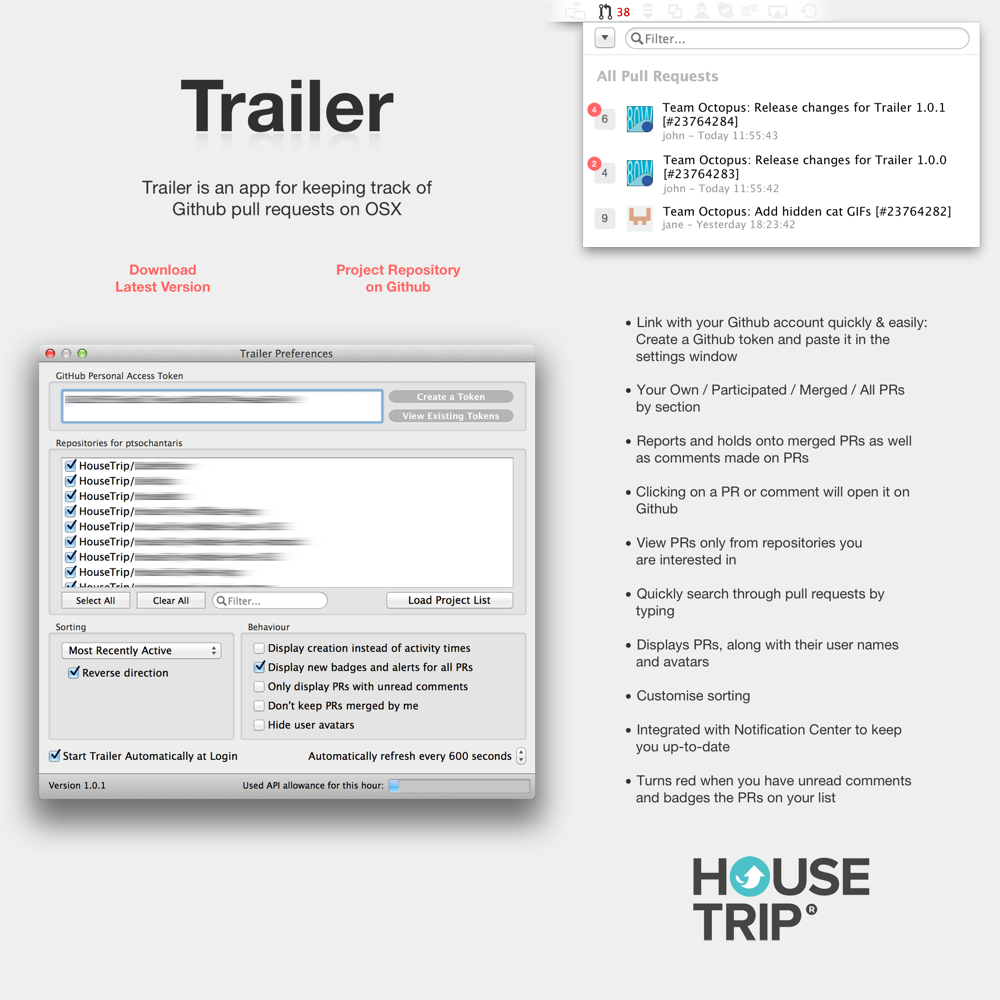 38
Filter...
All Pull Requests
4
6
Team Octopus: Release changes for Trailer 1.0.1
[#23764284]
john – Today 11:55:43
2
4
Team Octopus: Release changes for Trailer 1.0.0
[#23764283]
john – Today 11:55:42
9
Team Octopus: Add hidden cat GIFs [#23764282]
jane – Yesterday 18:23:42
Trailer
Trailer is an app for keeping track of
Github pull requests on OSX
Download
Latest Version
Project Repository
on Github
Trailer Preferences
GitHub Personal Access Token
Create a Token
View Existing Tokens
Repositories for ptsochantaris
HouseTrip/
HouseTrip/
HouseTrip/
HouseTrip/
HouseTrip/
HouseTrip/
HouseTrip/
HouseTrip/
HouseTrip/
Select All
Clear All
Filter...
Load Project List
Sorting
Most Recently Active
Reverse direction
Behaviour
Display creation instead of activity times
Display new badges and alerts for all PRs
Only display PRs with unread comments
Don't keep PRs merged by me
Hide user avatars
Start Trailer Automatically at Login
Automatically refresh every 600 seconds
Version 1.0.1
Used API allowance for this hour:
• Link with your Github account quickly & easily:
Create a Github token and paste it in the
settings window
• Your Own / Participated / Merged / All PRs
by section
• Reports and holds onto merged PRs as well
as comments made on PRs
• Clicking on a PR or comment will open it on
Github
• View PRs only from repositories you
are interested in
• Quickly search through pull requests by
typing
• Displays PRs, along with their user names
and avatars
• Customise sorting
• Integrated with Notification Center to keep
you up-to-date
• Turns red when you have unread comments
and badges the PRs on your list
HOUSE
TRIP®